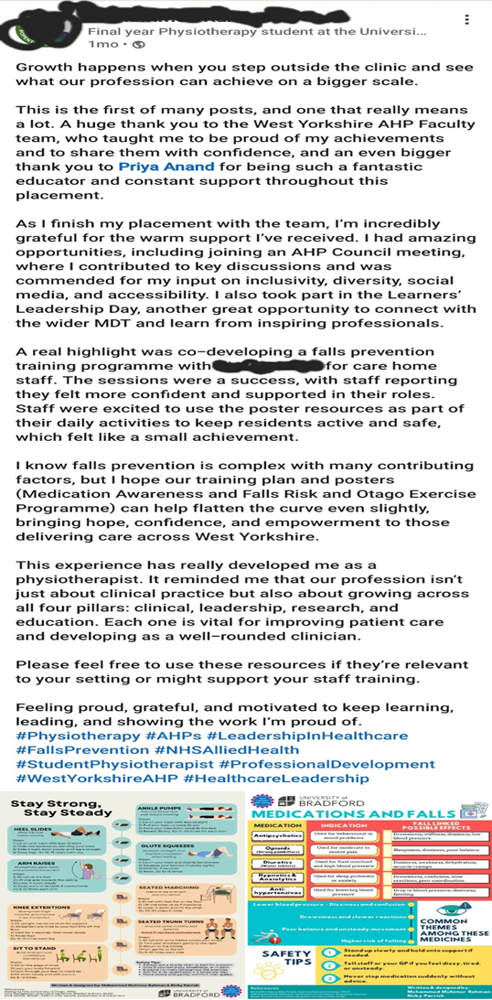 Final year Physiotherapy student at the Universi...
1mo •
Growth happens when you step outside the clinic and see
what our profession can achieve on a bigger scale.
This is the first of many posts, and one that really means
a lot. A huge thank you to the West Yorkshire AHP Faculty
team, who taught me to be proud of my achievements
and to share them with confidence, and an even bigger
thank you to Priya Anand for being such a fantastic
educator and constant support throughout this
placement.
As I finish my placement with the team, I'm incredibly
grateful for the warm support I've received. I had amazing
opportunities, including joining an AHP Council meeting,
where I contributed to key discussions and was
commended for my input on inclusivity, diversity, social
media, and accessibility. I also took part in the Learners'
Leadership Day, another great opportunity to connect with
the wider MDT and learn from inspiring professionals.
A real highlight was co-developing a falls prevention
training programme with for care home
staff. The sessions were a success, with staff reporting
they felt more confident and supported in their roles.
Staff were excited to use the poster resources as part of
their daily activities to keep residents active and safe,
which felt like a small achievement.
I know falls prevention is complex with many contributing
factors, but I hope our training plan and posters
(Medication Awareness and Falls Risk and Otago Exercise
Programme) can help flatten the curve even slightly,
bringing hope, confidence, and empowerment to those
delivering care across West Yorkshire.
This experience has really developed me as a
physiotherapist. It reminded me that our profession isn't
just about clinical practice but also about growing across
all four pillars: clinical, leadership, research, and
education. Each one is vital for improving patient care
and developing as a well-rounded clinician.
Please feel free to use these resources if they're relevant
to your setting or might support your staff training.
Feeling proud, grateful, and motivated to keep learning,
leading, and showing the work I'm proud of.
#Physiotherapy #AHPs #LeadershipInHealthcare
#FallsPrevention #NHSAlliedHealth
#StudentPhysiotherapist #ProfessionalDevelopment
#WestYorkshireAHP #HealthcareLeadership
Stay Strong,
Stay Steady
HEEL SLIDES
ARM RAISES
KNEE EXTENTIONS
SIT TO STAND
ANKLE PUMPS
GLUTE SQUEEZES
SEATED MARCHING
SEATED TRUNK TURNS
Written & designed by: Mohammed Muhimur Rahman & Ricky Parrish
UNIVERSITY of
BRADFORD
UNIVERSITY of
BRADFORD
MEDICATIONS AND FALLS
MEDICATION INDICATION FALL LINKED
POSSIBLE EFFECTS
Antipsychotics Used for behavioural or
mood problems Drowsiness, stiffness, dizziness, low
blood pressure.
Opioids
(Strong painkillers) Used for moderate to
severe pain Sleepiness, dizziness, poor balance.
Diuretics
(Water tablets) Used for fluid overload
and high blood pressure Dizziness, weakness, dehydration,
or muscle cramps.
Hypnotics &
Anxiolytics Used for sleep problems
or anxiety Drowsiness, confusion, slow
reactions, poor coordination.
Anti-
hypertensives Used for lowering blood
pressure Drop in blood pressure, dizziness,
fainting.
Lower blood pressure - Dizziness and confusion
Drowsiness and slower reactions
Poor balance and unsteady movement
Higher risk of falling
COMMON
THEMES
AMONG THESE
MEDICINES
SAFETY
TIPS
1 Stand up slowly and hold onto support if
needed.
2 Tell staff or your GP if you feel dizzy, tired,
or unsteady.
3 Never stop medication suddenly without
advice.
References:
Written & designed by:
Mohammed Muhimur Rahman
Ricky Parrish